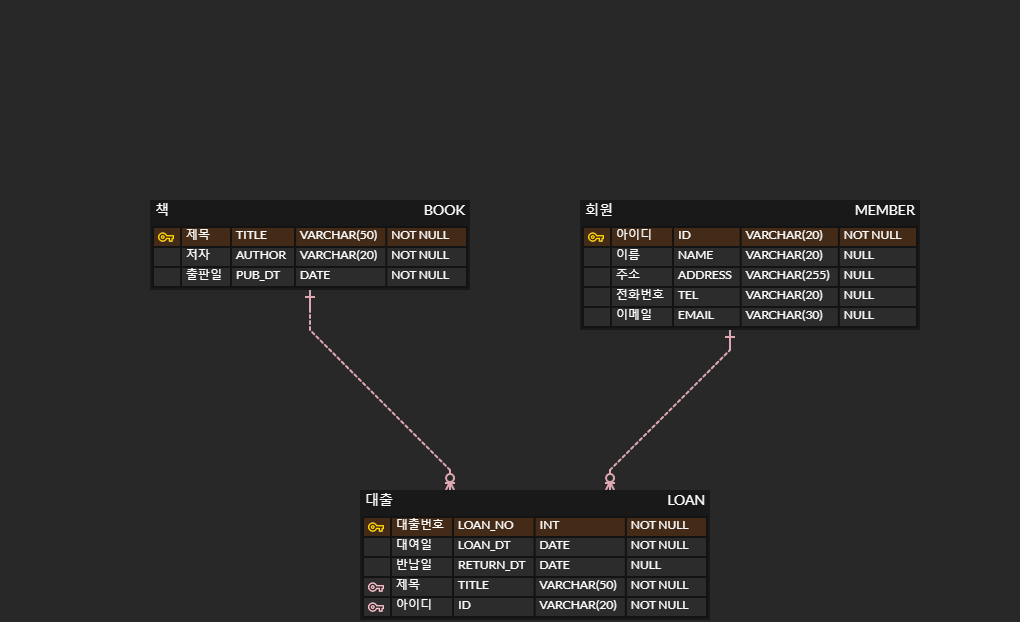 책 BOOK
제목 TITLE VARCHAR(50) NOT NULL
저자 AUTHOR VARCHAR(20) NOT NULL
출판일 PUB_DT DATE NOT NULL
회원 MEMBER
아이디 ID VARCHAR(20) NOT NULL
이름 NAME VARCHAR(20) NULL
주소 ADDRESS VARCHAR(255) NULL
전화번호 TEL VARCHAR(20) NULL
이메일 EMAIL VARCHAR(30) NULL
대출 LOAN
대출번호 LOAN_NO INT NOT NULL
대여일 LOAN_DT DATE NOT NULL
반납일 RETURN_DT DATE NULL
제목 TITLE VARCHAR(50) NOT NULL
아이디 ID VARCHAR(20) NOT NULL